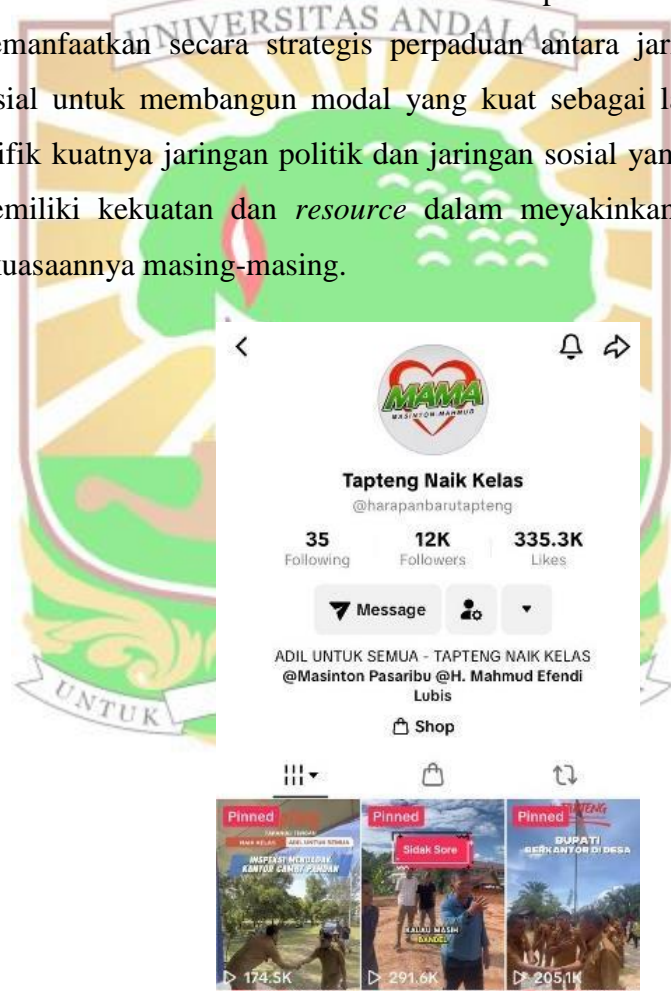 UNIVERSITAS ANDALAS
emanfaatkan secara strategis perpaduan antara jar
sial untuk membangun modal yang kuat sebagai la
ifik kuatnya jaringan politik dan jaringan sosial yan
emiliki kekuatan dan resource dalam meyakinkan
kuasaannya masing-masing.
MAMA
MASINTON-MAHMUD
Tapteng Naik Kelas
@harapanbarutapteng
35 12K 335.3K
Following Followers Likes
Message
ADIL UNTUK SEMUA - TAPTENG NAIK KELAS
@Masinton Pasaribu @H. Mahmud Efendi
Lubis
UNTUK
Shop
Pinned Pinned Pinned
TAPANULI TENGAH
NAIK KELAS ADIL UNTUK SEMUA
INSPEKSI MENDADAK
KANTOR CAMAT PANDAN
Sidak Sore
KALAU MASIH
BANDEL
TAPTENG
BUPATI
BERKANTOR DI DESA
174.5K 291.6K 205.1K